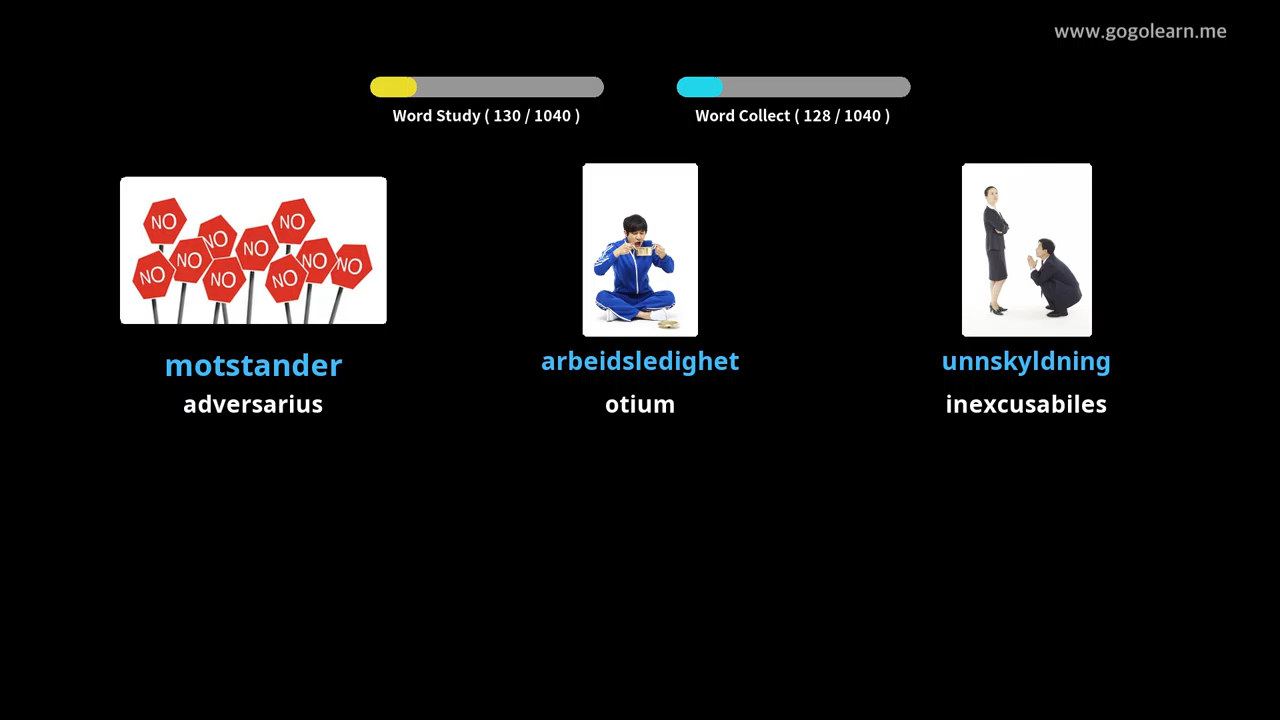 www.gogolearn.me
Word Study ( 130 / 1040 )
Word Collect ( 128 / 1040 )
NO NO NO NO NO NO NO NO NO
motstander
arbeidsledighet
unnskyldning
adversarius
otium
inexcusabiles